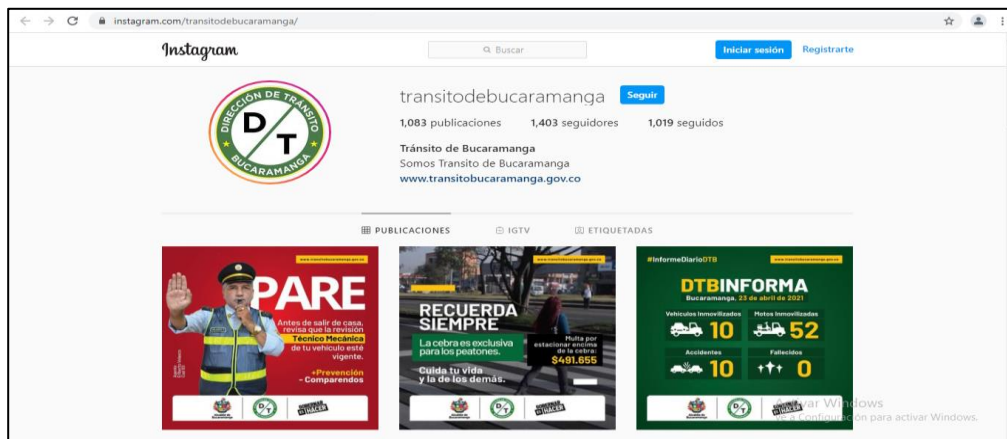 instagram.com/transitodebucaramanga/
Instagram
Buscar
Iniciar sesión
Registrarte
DIRECCIÓN DE TRÁNSITO
D T
BUCARAMANGA
transitodebucaramanga
Seguir
1,083 publicaciones 1,403 seguidores 1,019 seguidos
Tránsito de Bucaramanga
Somos Transito de Bucaramanga
www.transitobucaramanga.gov.co
PUBLICACIONES IGTV ETIQUETADAS
www.transitobucaramanga.gov.co
PARE
Antes de salir de casa,
revisa que la revisión
Técnico Mecánica
de tu vehículo esté
vigente.
+Prevención
- Comparendos
www.transitobucaramanga.gov.co
RECUERDA
SIEMPRE
La cebra es exclusiva
para los peatones.
Multa por
estacionar encima
de la cebra:
$491.655
Cuida tu vida
y la de los demás.
#InformeDiarioDTB
www.transitobucaramanga.gov.co
DTBINFORMA
Bucaramanga, 23 de abril de 2021
Vehículos Inmovilizados
10
Motos Inmovilizadas
52
Accidentes
10
Fallecidos
0
GOBERNAR
ES HACER
Activar Windows
Ve a Configuración para activar Windows.